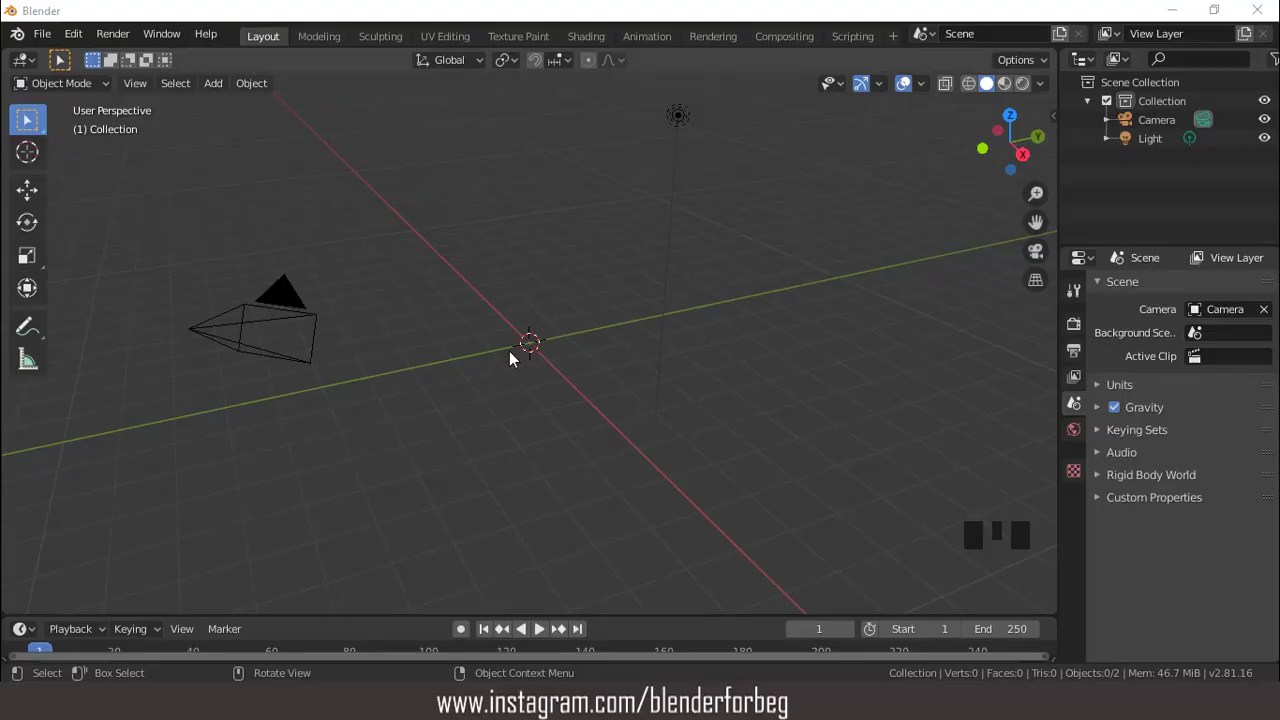 Blender
File Edit Render Window Help Layout Modeling Sculpting UV Editing Texture Paint Shading Animation Rendering Compositing Scripting + Scene View Layer
Global Options
Object Mode View Select Add Object
Scene Collection
Collection
Camera
Light
User Perspective
(1) Collection
Z
Y
X
Scene View Layer
Scene
Camera Camera
Background Sce..
Active Clip
Units
Gravity
Keying Sets
Audio
Rigid Body World
Custom Properties
Playback Keying View Marker 1 Start 1 End 250
1 20 40 60 80 100 120 140 160 180 200 220 240
Select Box Select Rotate View Object Context Menu Collection | Verts:0 | Faces:0 | Tris:0 | Objects:0/2 | Mem: 46.7 MiB | v2.81.16
www.instagram.com/blenderforbeg